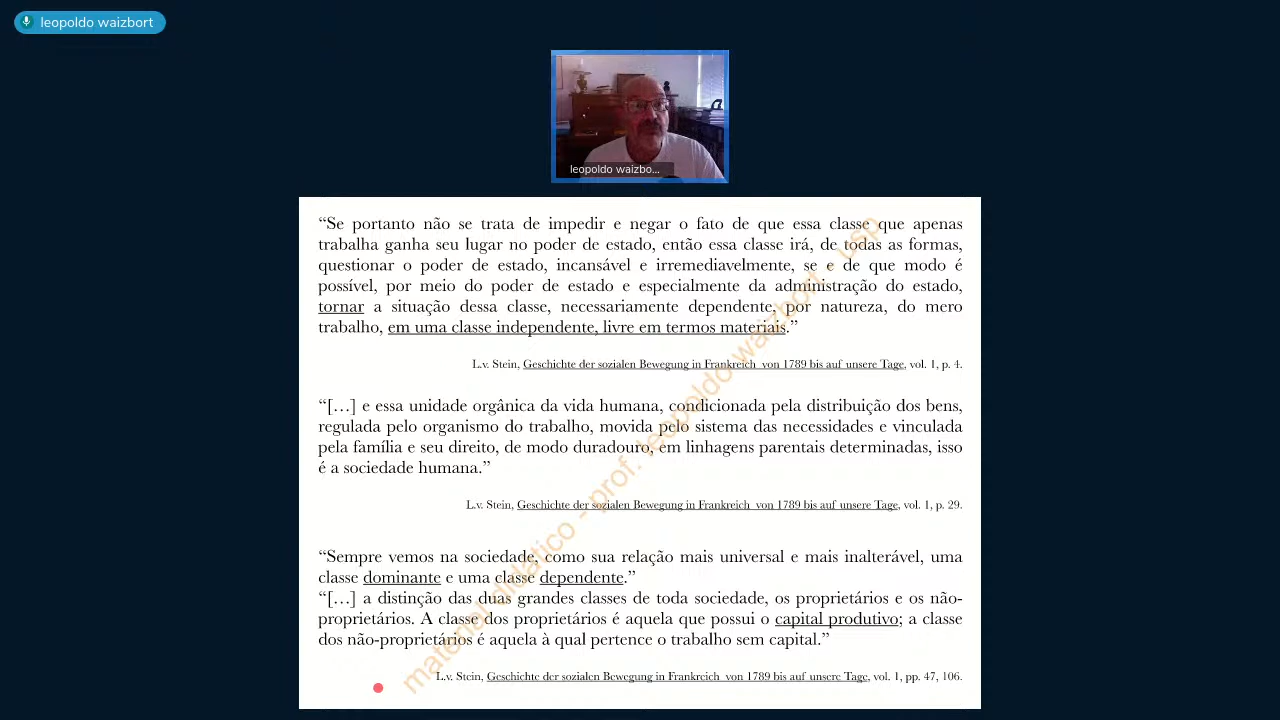 leopoldo waizbort
leopoldo waizbo...
“Se portanto não se trata de impedir e negar o fato de que essa classe que apenas
trabalha ganha seu lugar no poder de estado, então essa classe irá, de todas as formas,
questionar o poder de estado, incansável e irremediavelmente, se e de que modo é
possível, por meio do poder de estado e especialmente da administração do estado,
tornar a situação dessa classe, necessariamente dependente, por natureza, do mero
trabalho, em uma classe independente, livre em termos materiais.”
L.v. Stein, Geschichte der sozialen Bewegung in Frankreich von 1789 bis auf unsere Tage, vol. 1, p. 4.
“[…] e essa unidade orgânica da vida humana, condicionada pela distribuição dos bens,
regulada pelo organismo do trabalho, movida pelo sistema das necessidades e vinculada
pela família e seu direito, de modo duradouro, em linhagens parentais determinadas, isso
é a sociedade humana.”
L.v. Stein, Geschichte der sozialen Bewegung in Frankreich von 1789 bis auf unsere Tage, vol. 1, p. 29.
“Sempre vemos na sociedade, como sua relação mais universal e mais inalterável, uma
classe dominante e uma classe dependente.”
“[…] a distinção das duas grandes classes de toda sociedade, os proprietários e os não-
proprietários. A classe dos proprietários é aquela que possui o capital produtivo; a classe
dos não-proprietários é aquela à qual pertence o trabalho sem capital.”
L.v. Stein, Geschichte der sozialen Bewegung in Frankreich von 1789 bis auf unsere Tage, vol. 1, pp. 47, 106.
material didático - prof. leopoldo waizbort - usp